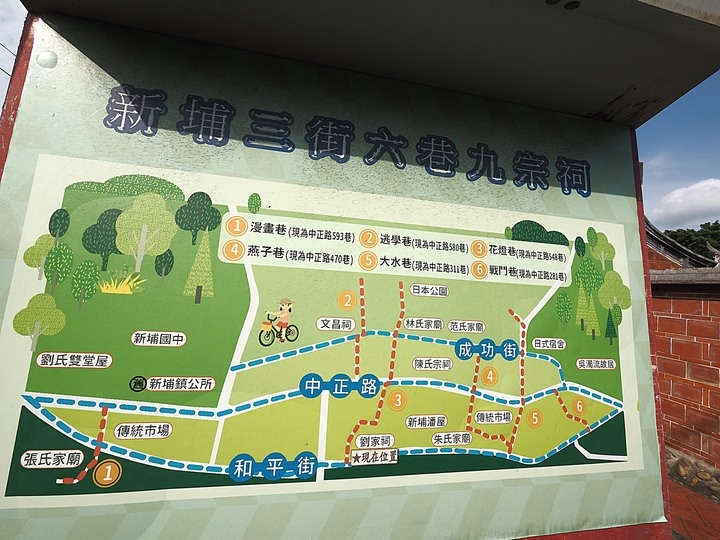 新埔三街六巷九宗祠
1 漫畫巷(現為中正路593巷) 2 逃學巷(現為中正路580巷) 3 花燈巷(現為中正路548巷)
4 燕子巷(現為中正路470巷) 5 大水巷(現為中正路311巷) 6 戰鬥巷(現為中正路281巷)
日本公園
2
文昌祠
林氏家廟
范氏家廟
新埔國中
成功街
日式宿舍
劉氏雙堂屋
陳氏宗祠
吳濁流故居
舊 新埔鎮公所
中正路
4
3
6
傳統市場
新埔潘屋
傳統市場
5
劉家祠
朱氏家廟
張氏家廟
1
和平街
★現在位置